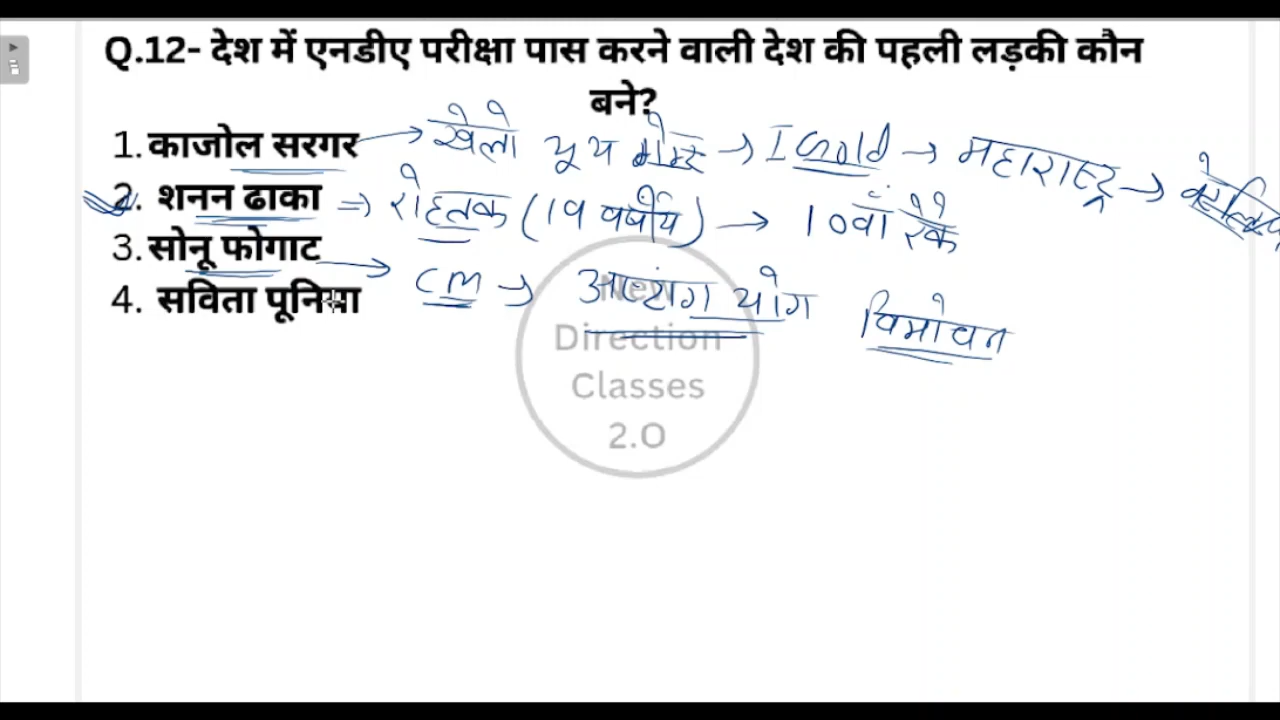 Q.12- देश में एनडीए परीक्षा पास करने वाली देश की पहली लड़की कौन
बने?
1. काजोल सरगर → खेलो यूथ गेम्स → I Gold → महाराष्ट्र →
2. शनन ढाका ⇒ रोहतक (19 वर्षीय) → 10वां रैंक
3. सोनू फोगाट → CM → अष्टांग योग विमोचन
4. सविता पूनिया
New
Direction
Classes
2.O